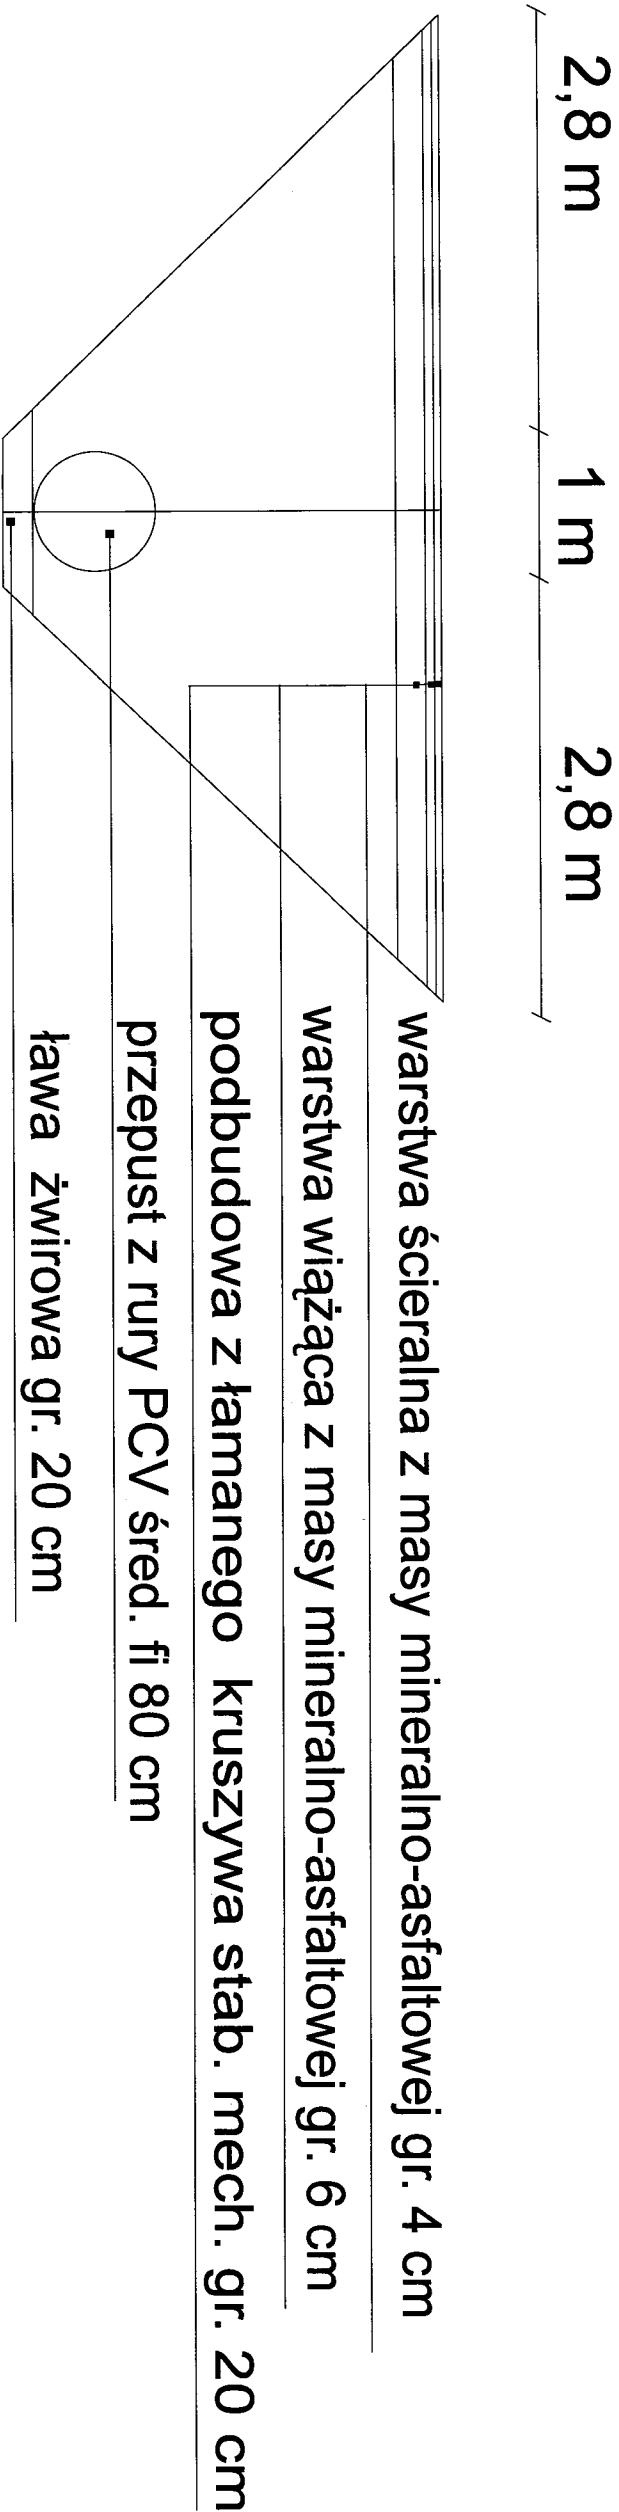 2,8 m 1 m 2,8 m
warstwa ścieralna z masy mineralno-asfaltowej gr. 4 cm
warstwa wiążąca z masy mineralno-asfaltowej gr. 6 cm
podbudowa z łamanego kruszywa stab. mech. gr. 20 cm
przepust z rury PCV śred. fi 80 cm
ława żwirowa gr. 20 cm